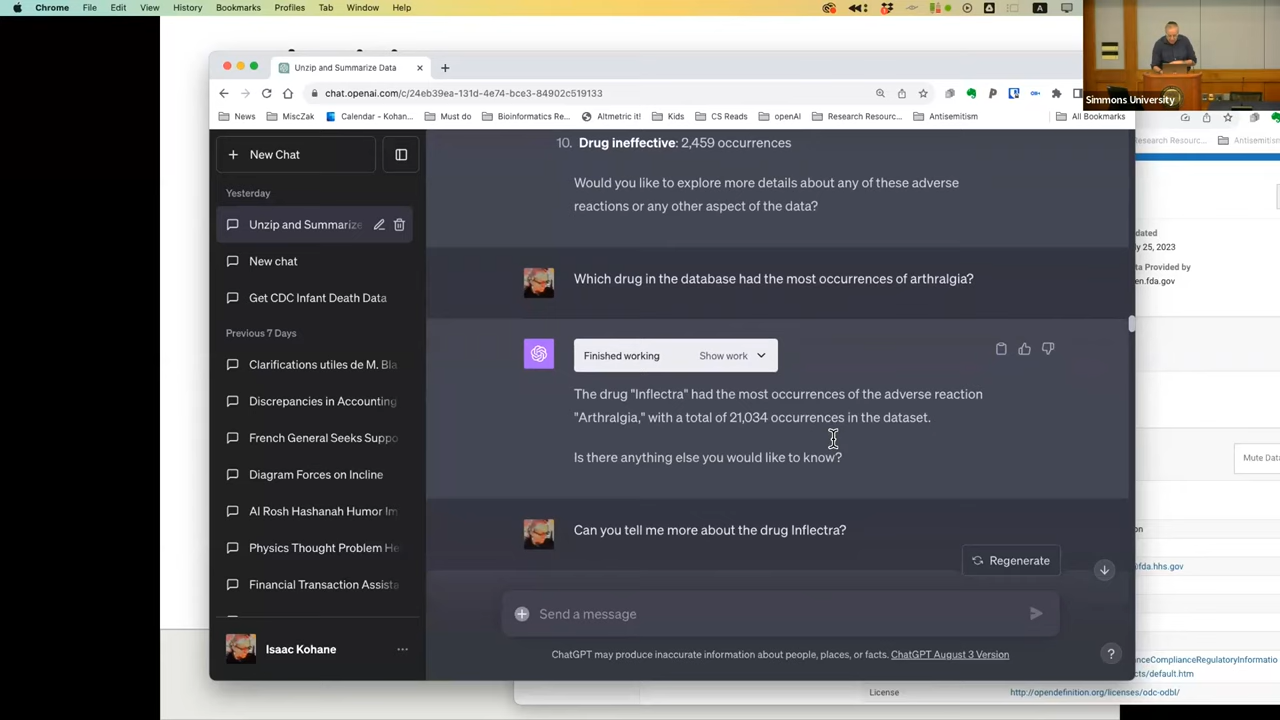 Chrome File Edit View History Bookmarks Profiles Tab Window Help
Simmons University
Unzip and Summarize Data
chat.openai.com/c/24eb39ea-131d-4e74-bce3-84902c519133
News MiscZak Calendar - Kohan... Must do Bioinformatics Re... Altmetric it! Kids CS Reads openAI Research Resourc... Antisemitism All Bookmarks
esearch Resourc... Antisemitism
New Chat
Yesterday
Unzip and Summarize
New chat
Get CDC Infant Death Data
Previous 7 Days
Clarifications utiles de M. Bla
Discrepancies in Accounting
French General Seeks Suppo
Diagram Forces on Incline
AI Rosh Hashanah Humor Im
Physics Thought Problem He
Financial Transaction Assista
Isaac Kohane
10. Drug ineffective: 2,459 occurrences
Would you like to explore more details about any of these adverse
reactions or any other aspect of the data?
Which drug in the database had the most occurrences of arthralgia?
Finished working Show work
The drug "Inflectra" had the most occurrences of the adverse reaction
"Arthralgia," with a total of 21,034 occurrences in the dataset.
Is there anything else you would like to know?
Can you tell me more about the drug Inflectra?
Regenerate
Send a message
ChatGPT may produce inaccurate information about people, places, or facts. ChatGPT August 3 Version
?
dated
ly 25, 2023
ta Provided by
en.fda.gov
Mute Data
on
@fda.hhs.gov
nceComplianceRegulatoryInformatio
cts/default.htm
License http://opendefinition.org/licenses/odc-odbl/